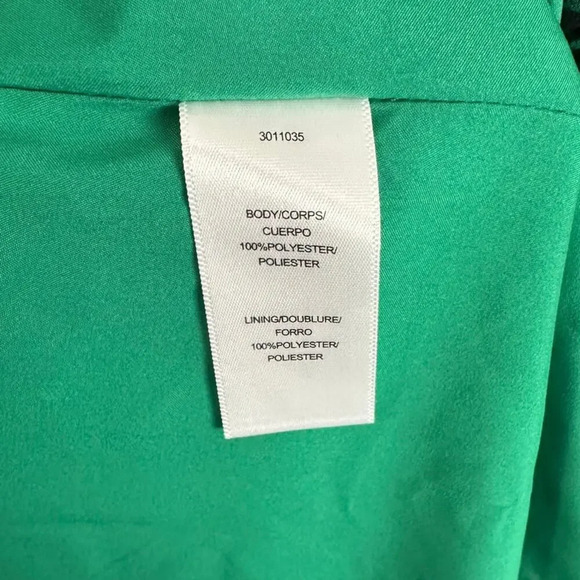 3011035
BODY/CORPS/
CUERPO
100%POLYESTER/
POLIESTER
LINING/DOUBLURE/
FORRO
100%POLYESTER/
POLIESTER